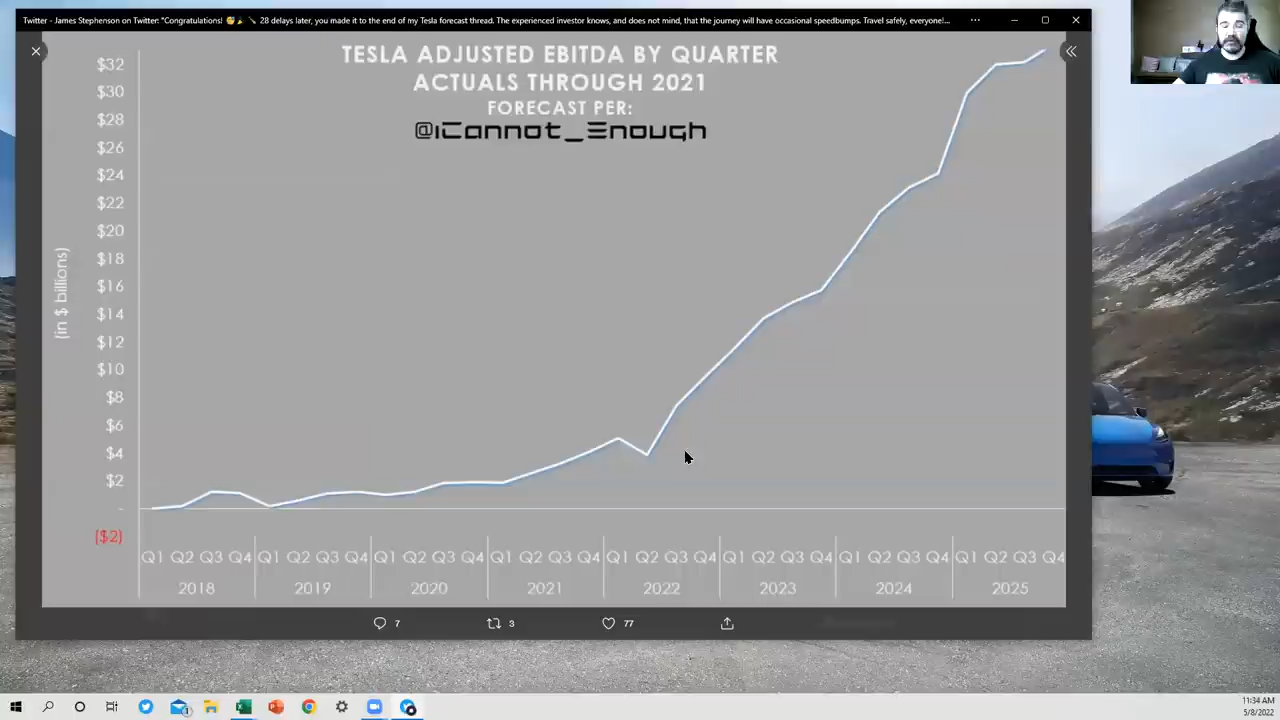 Twitter - James Stephenson on Twitter: "Congratulations! 🥳🎉🍾 28 delays later, you made it to the end of my Tesla forecast thread. The experienced investor knows, and does not mind, that the journey will have occasional speedbumps. Travel safely, everyone!...
TESLA ADJUSTED EBITDA BY QUARTER
ACTUALS THROUGH 2021
FORECAST PER:
@iCannot_Enough
(in $ billions)
$32
$30
$28
$26
$24
$22
$20
$18
$16
$14
$12
$10
$8
$6
$4
$2
-
($2)
Q1 Q2 Q3 Q4 Q1 Q2 Q3 Q4 Q1 Q2 Q3 Q4 Q1 Q2 Q3 Q4 Q1 Q2 Q3 Q4 Q1 Q2 Q3 Q4 Q1 Q2 Q3 Q4 Q1 Q2 Q3 Q4
2018 2019 2020 2021 2022 2023 2024 2025
7 3 77
11:34 AM
5/8/2022